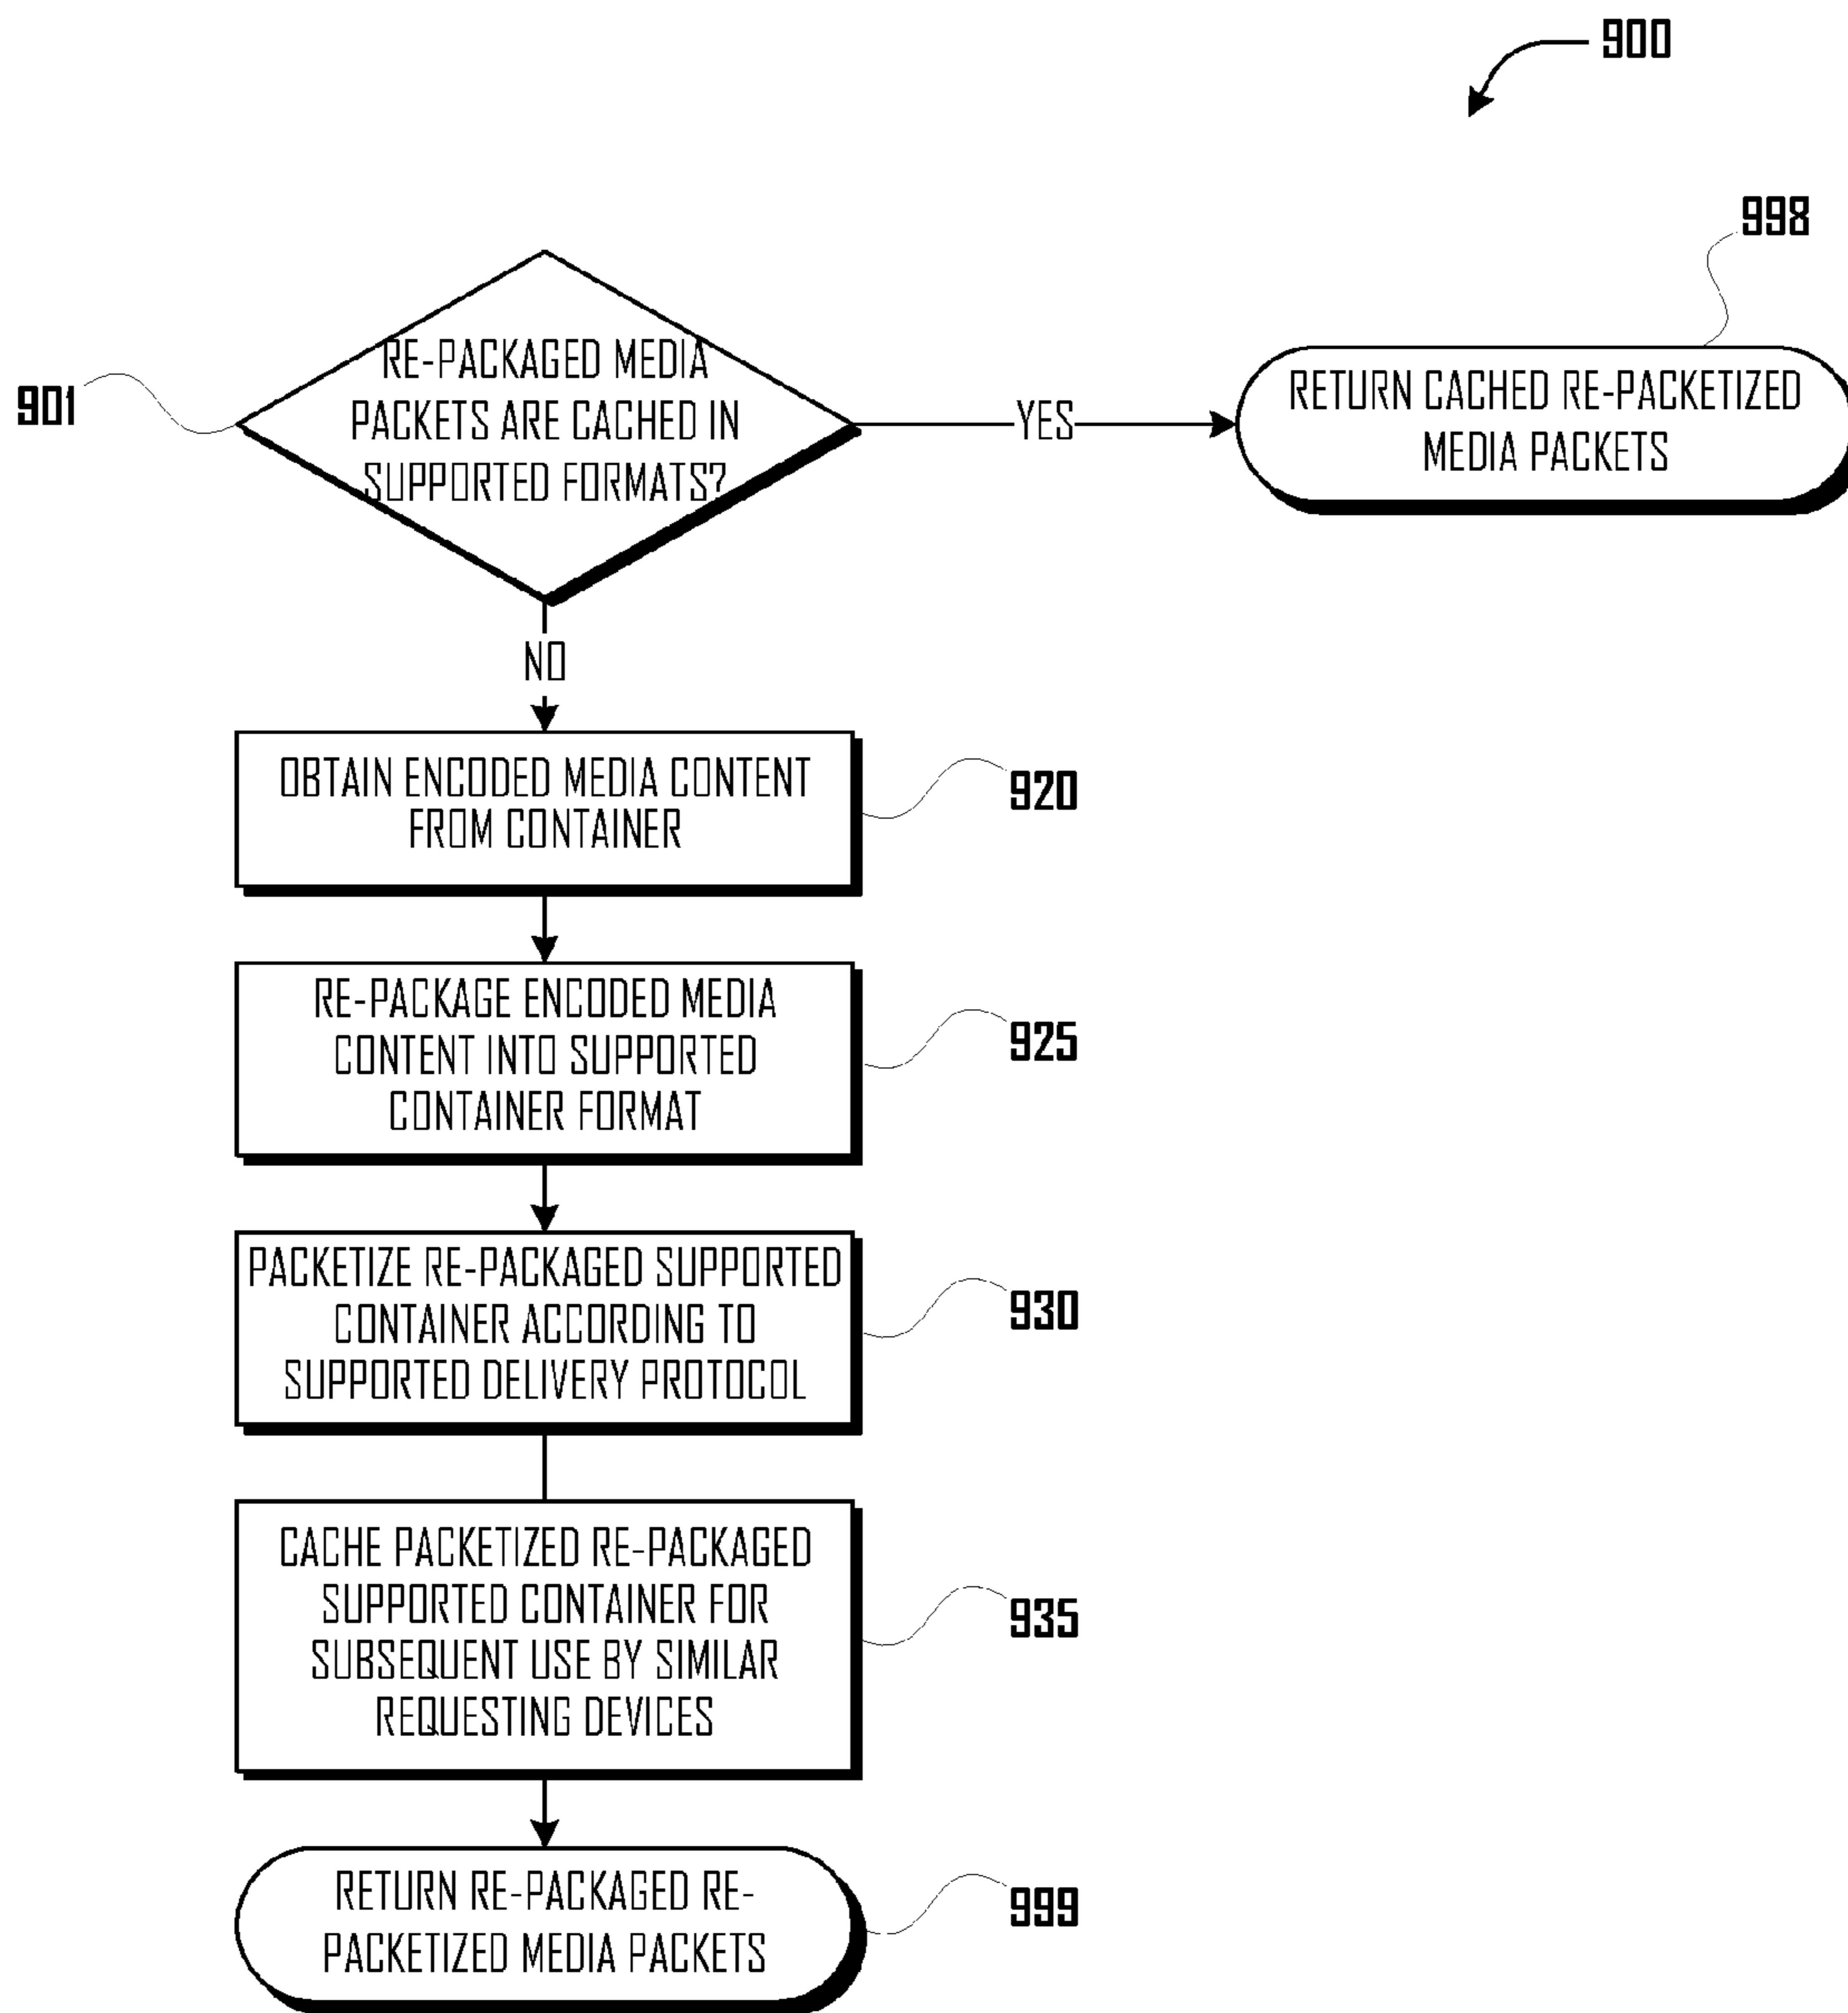 900
998
901
RE-PACKAGED MEDIA
PACKETS ARE CACHED IN
SUPPORTED FORMATS?
YES
RETURN CACHED RE-PACKETIZED
MEDIA PACKETS
NO
OBTAIN ENCODED MEDIA CONTENT
FROM CONTAINER
920
RE-PACKAGE ENCODED MEDIA
CONTENT INTO SUPPORTED
CONTAINER FORMAT
925
PACKETIZE RE-PACKAGED SUPPORTED
CONTAINER ACCORDING TO
SUPPORTED DELIVERY PROTOCOL
930
CACHE PACKETIZED RE-PACKAGED
SUPPORTED CONTAINER FOR
SUBSEQUENT USE BY SIMILAR
REQUESTING DEVICES
935
RETURN RE-PACKAGED RE-
PACKETIZED MEDIA PACKETS
999